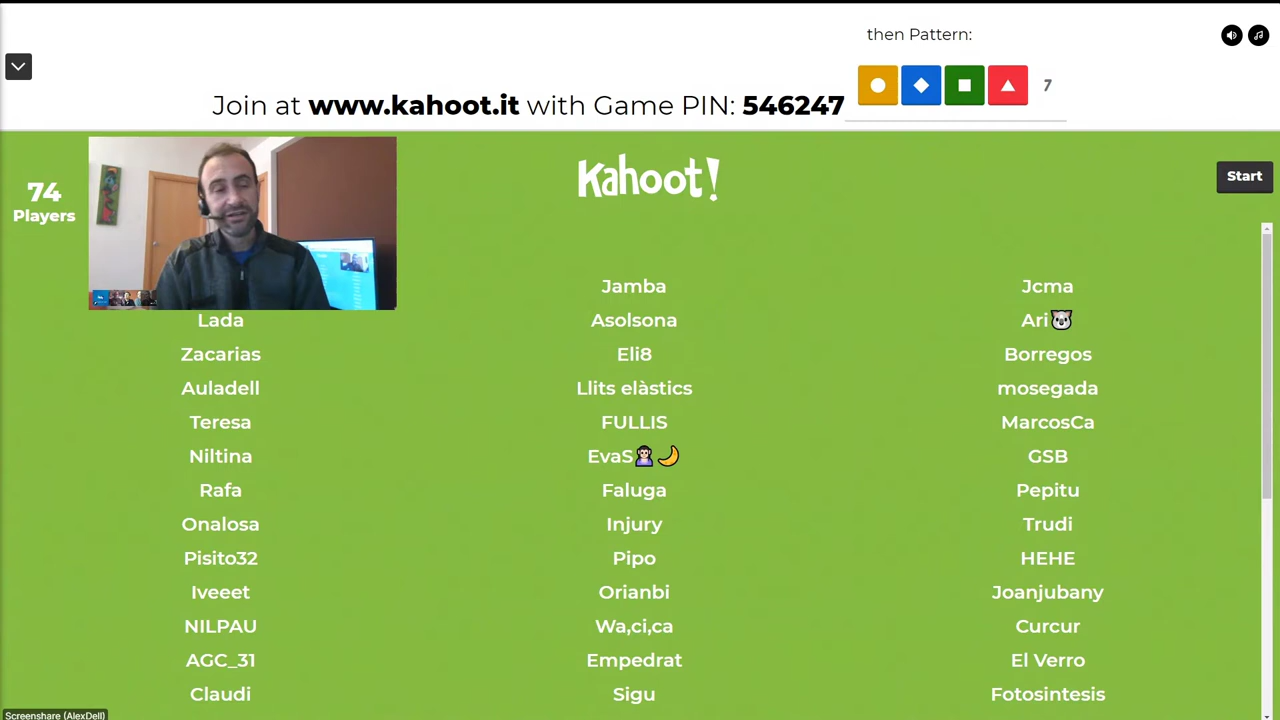 then Pattern:
7
Join at www.kahoot.it with Game PIN: 546247
74
Players
Kahoot!
Start
Jamba
Jcma
Lada
Asolsona
Ari🐨
Zacarias
Eli8
Borregos
Auladell
Llits elàstics
mosegada
Teresa
FULLIS
MarcosCa
Niltina
EvaS🙎🏻‍♀️🌙
GSB
Rafa
Faluga
Pepitu
Onalosa
Injury
Trudi
Pisito32
Pipo
HEHE
Iveeet
Orianbi
Joanjubany
NILPAU
Wa,ci,ca
Curcur
AGC_31
Empedrat
El Verro
Claudi
Sigu
Fotosintesis
Screenshare (AlexDell)